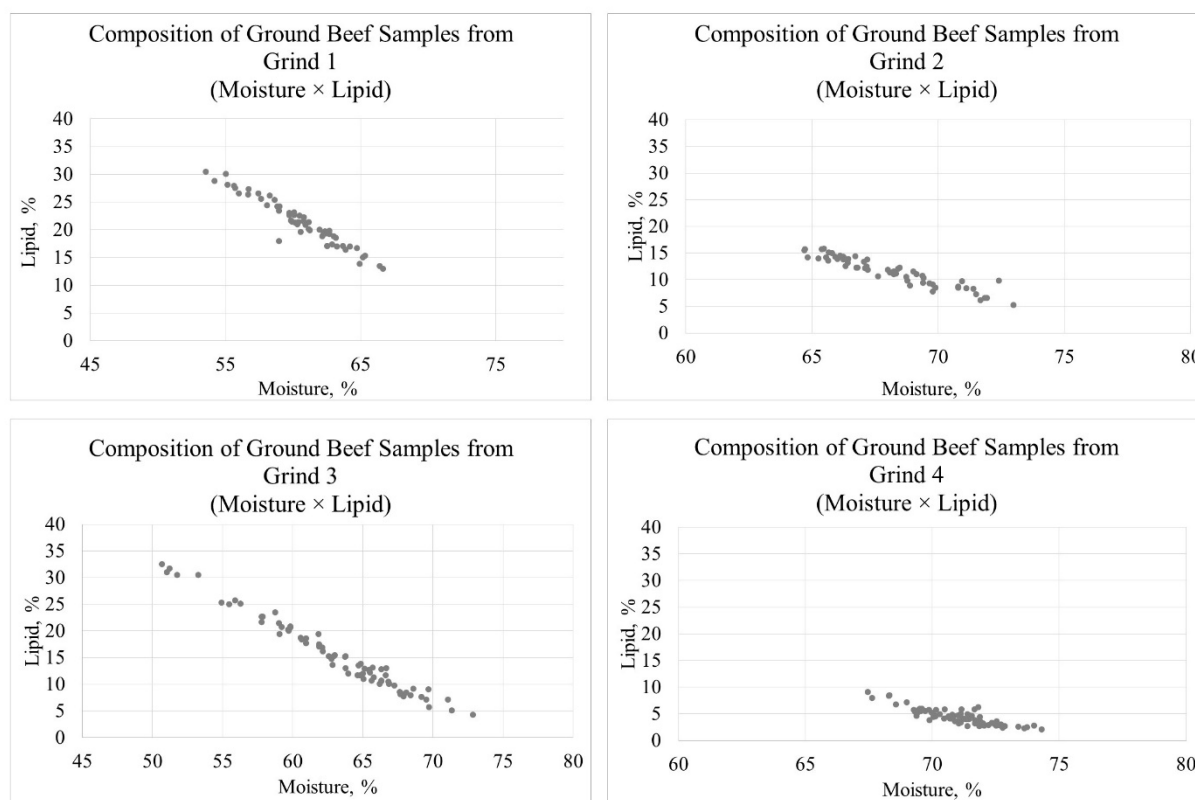 Composition of Ground Beef Samples from
Grind 1
(Moisture × Lipid)
40
35
30
25
20
15
10
5
0
Lipid, %
45
55
65
75
Moisture, %
Composition of Ground Beef Samples from
Grind 2
(Moisture × Lipid)
40
35
30
25
20
15
10
5
0
Lipid, %
60
65
70
75
80
Moisture, %
Composition of Ground Beef Samples from
Grind 3
(Moisture × Lipid)
40
35
30
25
20
15
10
5
0
Lipid, %
45
50
55
60
65
70
75
80
Moisture, %
Composition of Ground Beef Samples from
Grind 4
(Moisture × Lipid)
40
35
30
25
20
15
10
5
0
Lipid, %
60
65
70
75
80
Moisture, %